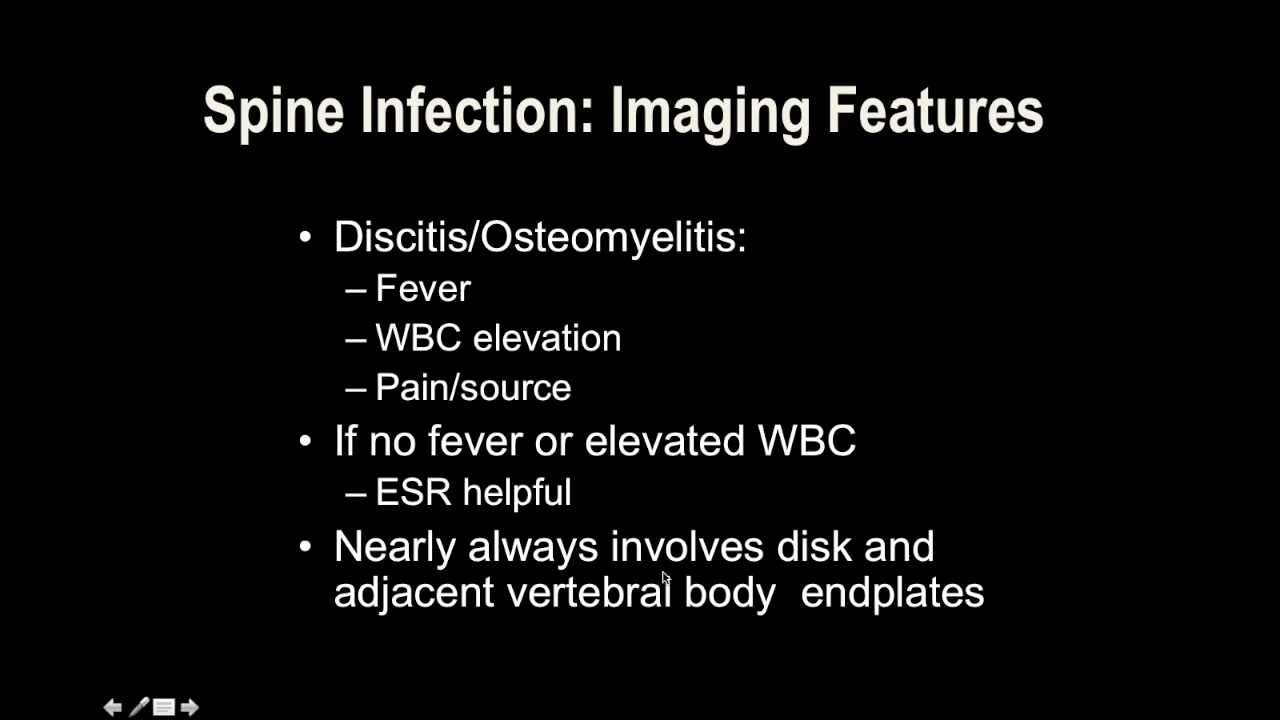 Spine Infection: Imaging Features
• Discitis/Osteomyelitis:
– Fever
– WBC elevation
– Pain/source
• If no fever or elevated WBC
– ESR helpful
• Nearly always involves disk and
adjacent vertebral body  endplates